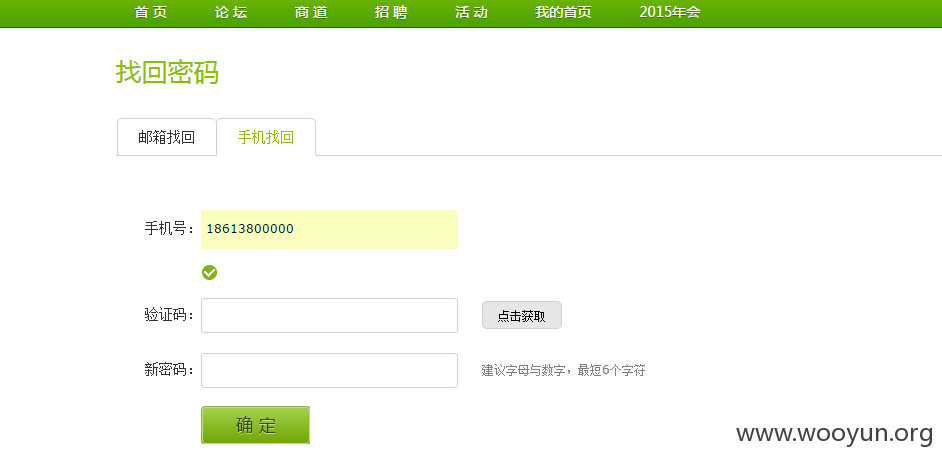 首 页 论 坛 商 道 招 聘 活 动 我的首页 2015年会
找回密码
邮箱找回 手机找回
手机号： 18613800000
验证码： 点击获取
新密码： 建议字母与数字，最短6个字符
确 定
www.wooyun.org